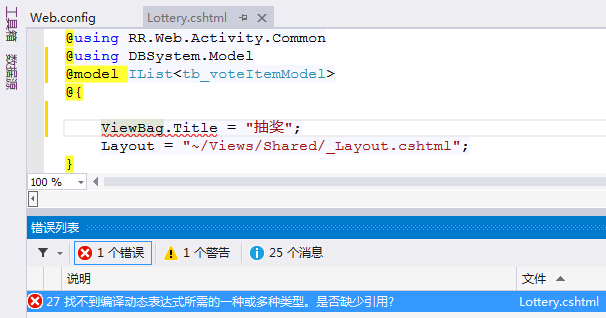 工具箱
数据源
Web.config
Lottery.cshtml
@using RR.Web.Activity.Common
@using DBSystem.Model
@model IList<tb_voteItemModel>
@{
ViewBag.Title = "抽奖";
Layout = "~/Views/Shared/_Layout.cshtml";
}
100 %
错误列表
1 个错误 1 个警告 25 个消息
说明 文件
27 找不到编译动态表达式所需的一种或多种类型。是否缺少引用? Lottery.cshtml